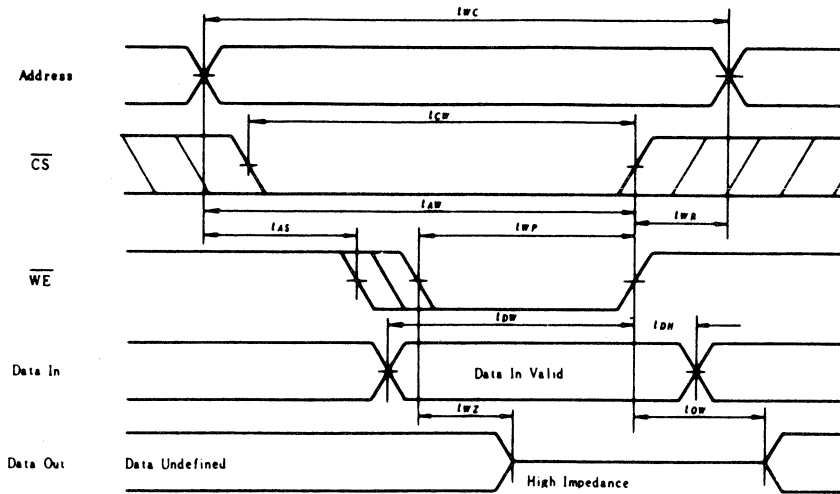 tWC
Address
tCW
CS
tAW
tWR
tAS
tWP
WE
tDW
tDH
Data In
Data In Valid
tWZ
tOW
Data Out
Data Undefined
High Impedance